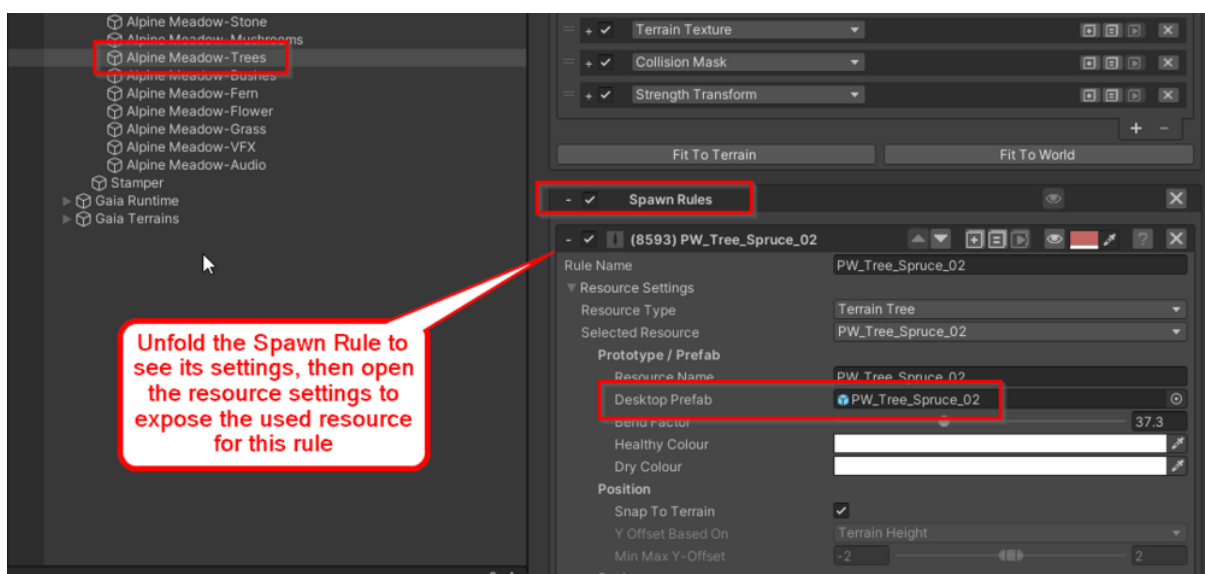 Alpine Meadow-Stone
Alpine Meadow-Mushrooms
Alpine Meadow-Trees
Alpine Meadow-Bushes
Alpine Meadow-Fern
Alpine Meadow-Flower
Alpine Meadow-Grass
Alpine Meadow-VFX
Alpine Meadow-Audio
Stamper
Gaia Runtime
Gaia Terrains
Unfold the Spawn Rule to
see its settings, then open
the resource settings to
expose the used resource
for this rule
Terrain Texture
Collision Mask
Strength Transform
Fit To Terrain Fit To World
Spawn Rules
(8593) PW_Tree_Spruce_02
Rule Name PW_Tree_Spruce_02
Resource Settings
Resource Type Terrain Tree
Selected Resource PW_Tree_Spruce_02
Prototype / Prefab
Resource Name PW_Tree_Spruce_02
Desktop Prefab PW_Tree_Spruce_02
Bend Factor 37.3
Healthy Colour
Dry Colour
Position
Snap To Terrain
Y Offset Based On Terrain Height
Min Max Y-Offset -2 2